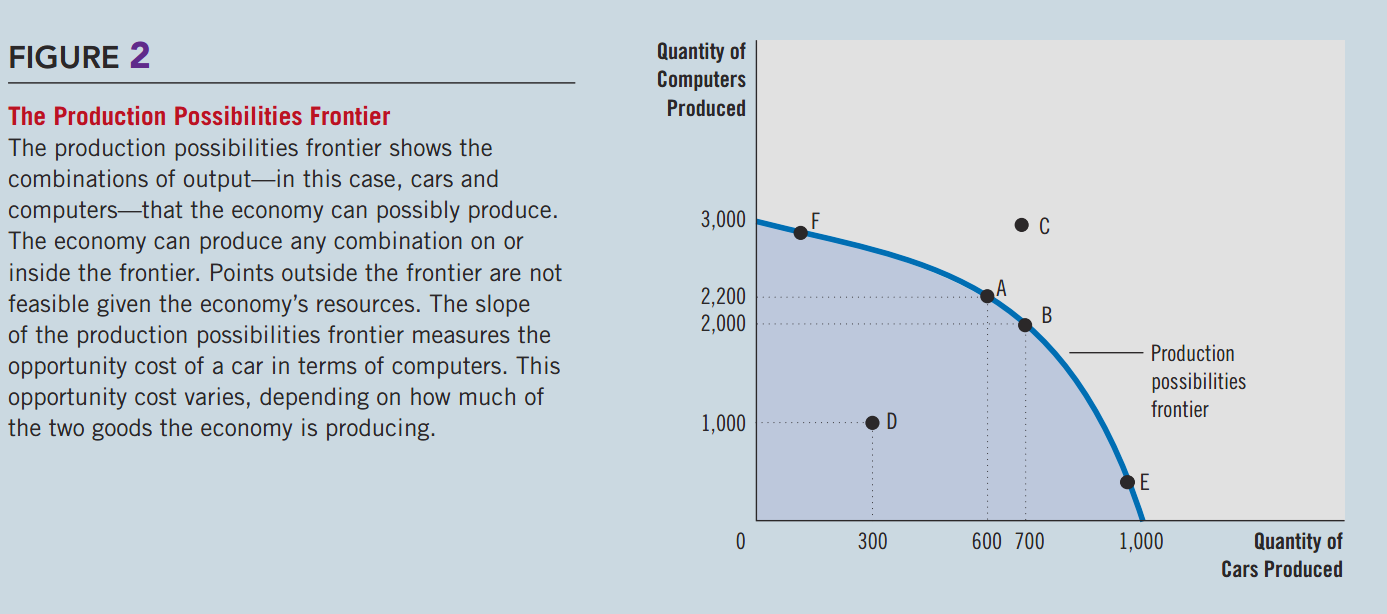 FIGURE 2
The Production Possibilities Frontier
The production possibilities frontier shows the
combinations of output—in this case, cars and
computers—that the economy can possibly produce.
The economy can produce any combination on or
inside the frontier. Points outside the frontier are not
feasible given the economy’s resources. The slope
of the production possibilities frontier measures the
opportunity cost of a car in terms of computers. This
opportunity cost varies, depending on how much of
the two goods the economy is producing.
Quantity of
Computers
Produced
3,000
F
C
2,200
A
2,000
B
Production
possibilities
frontier
1,000
D
E
0
300
600
700
1,000
Quantity of
Cars Produced